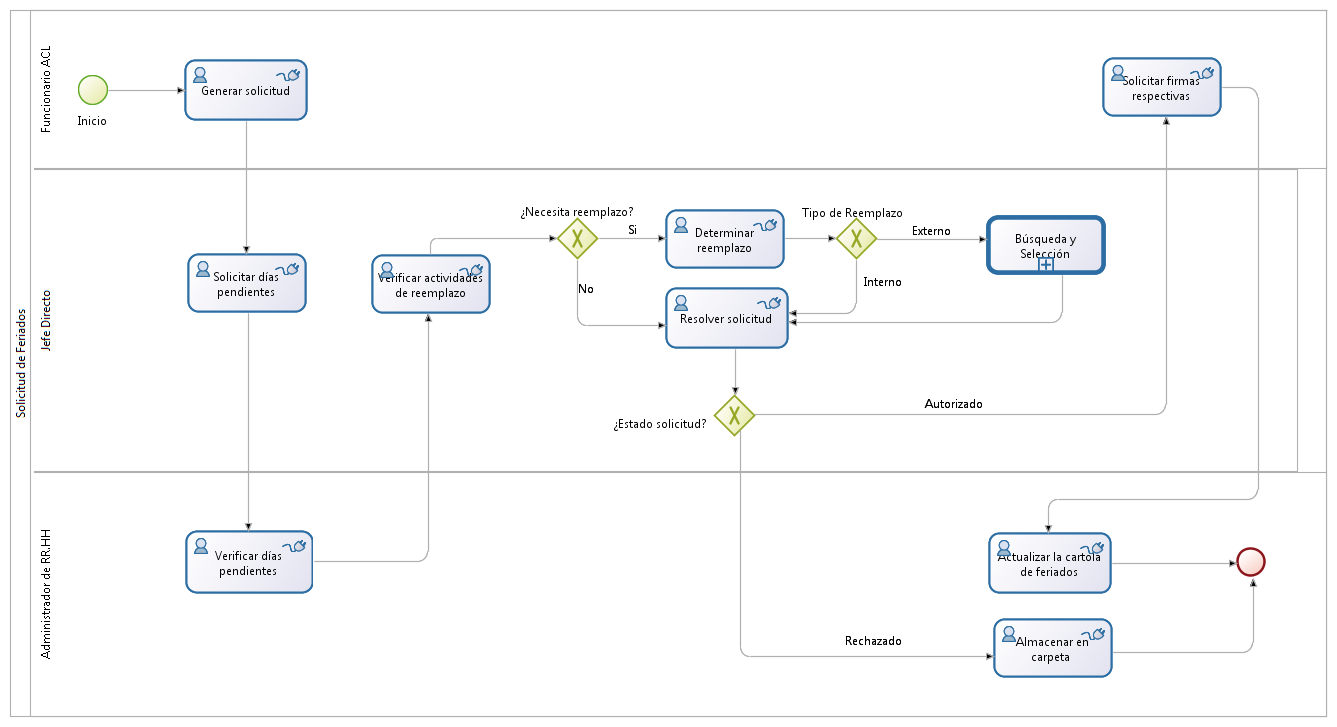 Solicitud de Feriados
Funcionario ACL
Inicio
Generar solicitud
Solicitar firmas
respectivas
Jefe Directo
Solicitar días
pendientes
Verificar actividades
de reemplazo
¿Necesita reemplazo?
Si
No
Determinar
reemplazo
Tipo de Reemplazo
Externo
Interno
Búsqueda y
Selección
Resolver solicitud
¿Estado solicitud?
Autorizado
Administrador de RR.HH
Verificar días
pendientes
Rechazado
Actualizar la cartola
de feriados
Almacenar en
carpeta